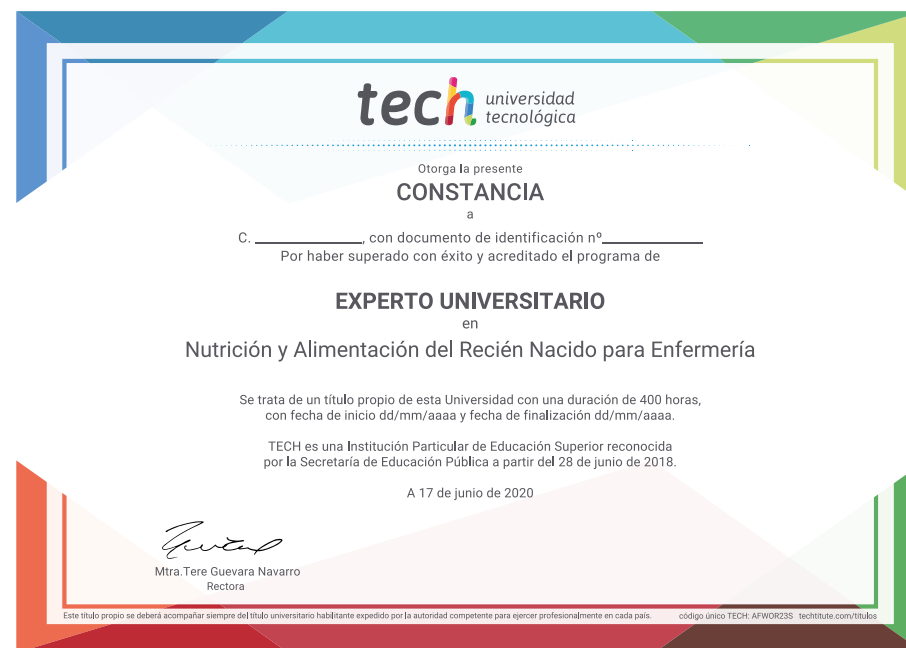 tech universidad
tecnológica
Otorga la presente
CONSTANCIA
a
C. ______________, con documento de identificación nº______________
Por haber superado con éxito y acreditado el programa de
EXPERTO UNIVERSITARIO
en
Nutrición y Alimentación del Recién Nacido para Enfermería
Se trata de un título propio de esta Universidad con una duración de 400 horas,
con fecha de inicio dd/mm/aaaa y fecha de finalización dd/mm/aaaa.
TECH es una Institución Particular de Educación Superior reconocida
por la Secretaría de Educación Pública a partir del 28 de junio de 2018.
A 17 de junio de 2020
Mtra.Tere Guevara Navarro
Rectora
Este título propio se deberá acompañar siempre del título universitario habilitante expedido por la autoridad competente para ejercer profesionalmente en cada país. código único TECH: AFWOR23S techtitute.com/títulos